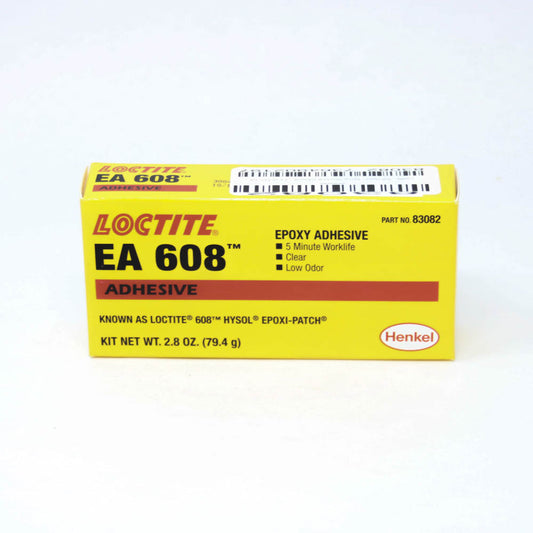 LOCTITE
EA 608™
ADHESIVE
LOCTITE®
EA 608™
ADHESIVE
PART NO. 83082
EPOXY ADHESIVE
■ 5 Minute Worklife
■ Clear
■ Low Odor
KNOWN AS LOCTITE® 608™ HYSOL® EPOXI-PATCH®
KIT NET WT. 2.8 OZ. (79.4 g)
Henkel